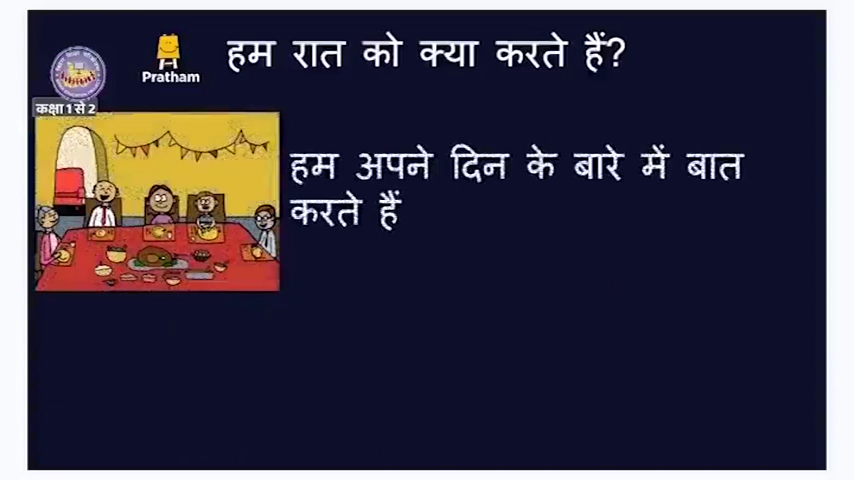 हम रात को क्या करते हैं?
Pratham
कक्षा 1 से 2
हम अपने दिन के बारे में बात
करते हैं